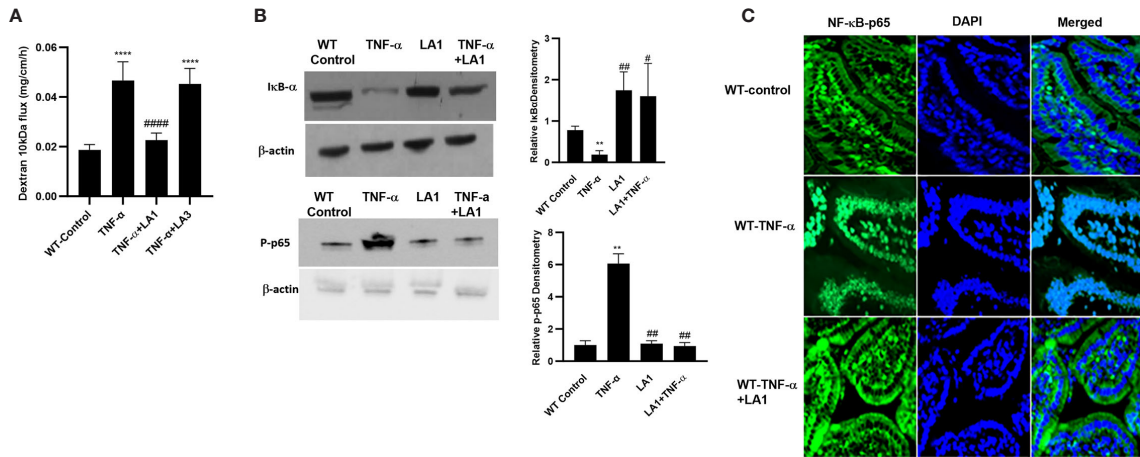 A
Dextran 10kDa flux (mg/cm/h)
0.06
0.04
0.02
0.00
****
####
****
WT-Control
TNF-α
TNF-α+LA1
TNF-α+LA3
B
WT
Control
TNF-α
LA1
TNF-α
+LA1
IκB-α
β-actin
WT
Control
TNF-α
LA1
TNF-a
+LA1
P-p65
β-actin
Relative IκBαDensitometry
3
2
1
0
**
##
#
WT Control
TNF-α
LA1
LA1+TNF-α
Relative p-p65 Densitometry
8
6
4
2
0
**
##
##
WT Control
TNF-α
LA1
LA1+TNF-α
C
NF-κB-p65
DAPI
Merged
WT-control
WT-TNF-α
WT-TNF-α
+LA1